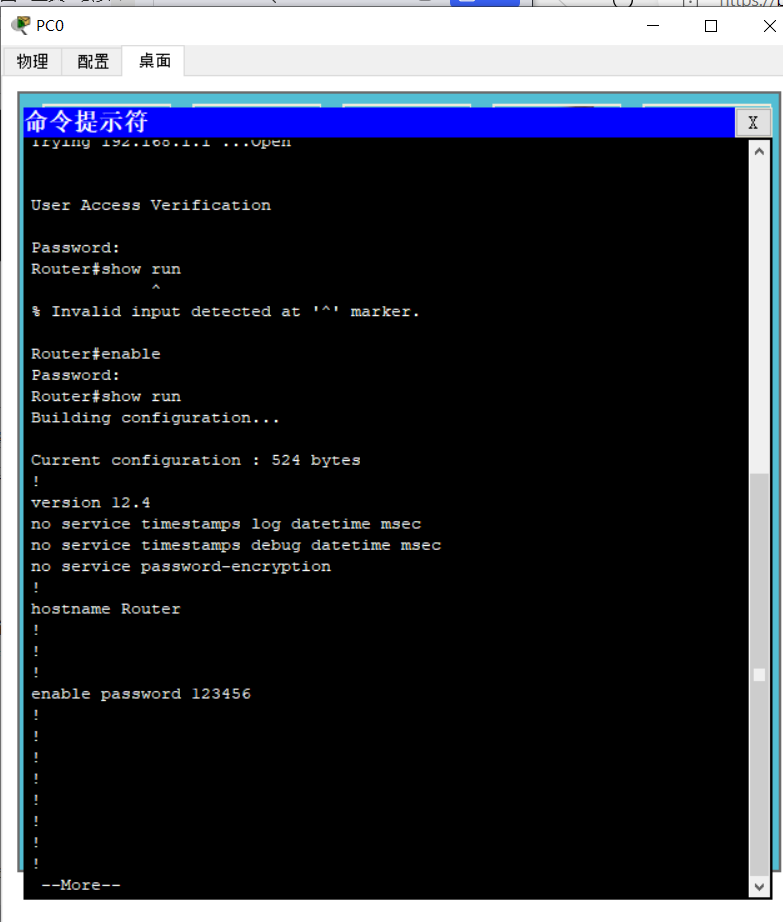 PC0
物理 配置 桌面
命令提示符 X
Trying 192.168.1.1 ...Open
User Access Verification
Password:
Router#show run
^
% Invalid input detected at '^' marker.
Router#enable
Password:
Router#show run
Building configuration...
Current configuration : 524 bytes
!
version 12.4
no service timestamps log datetime msec
no service timestamps debug datetime msec
no service password-encryption
!
hostname Router
!
!
!
enable password 123456
!
!
!
!
!
!
!
!
--More--